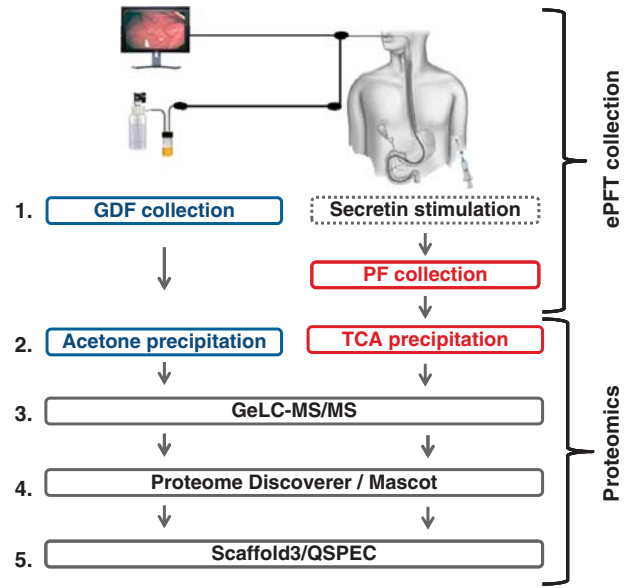 1.
GDF collection
Secretin stimulation
PF collection
ePFT collection
2.
Acetone precipitation
TCA precipitation
3.
GeLC-MS/MS
4.
Proteome Discoverer / Mascot
5.
Scaffold3/QSPEC
Proteomics